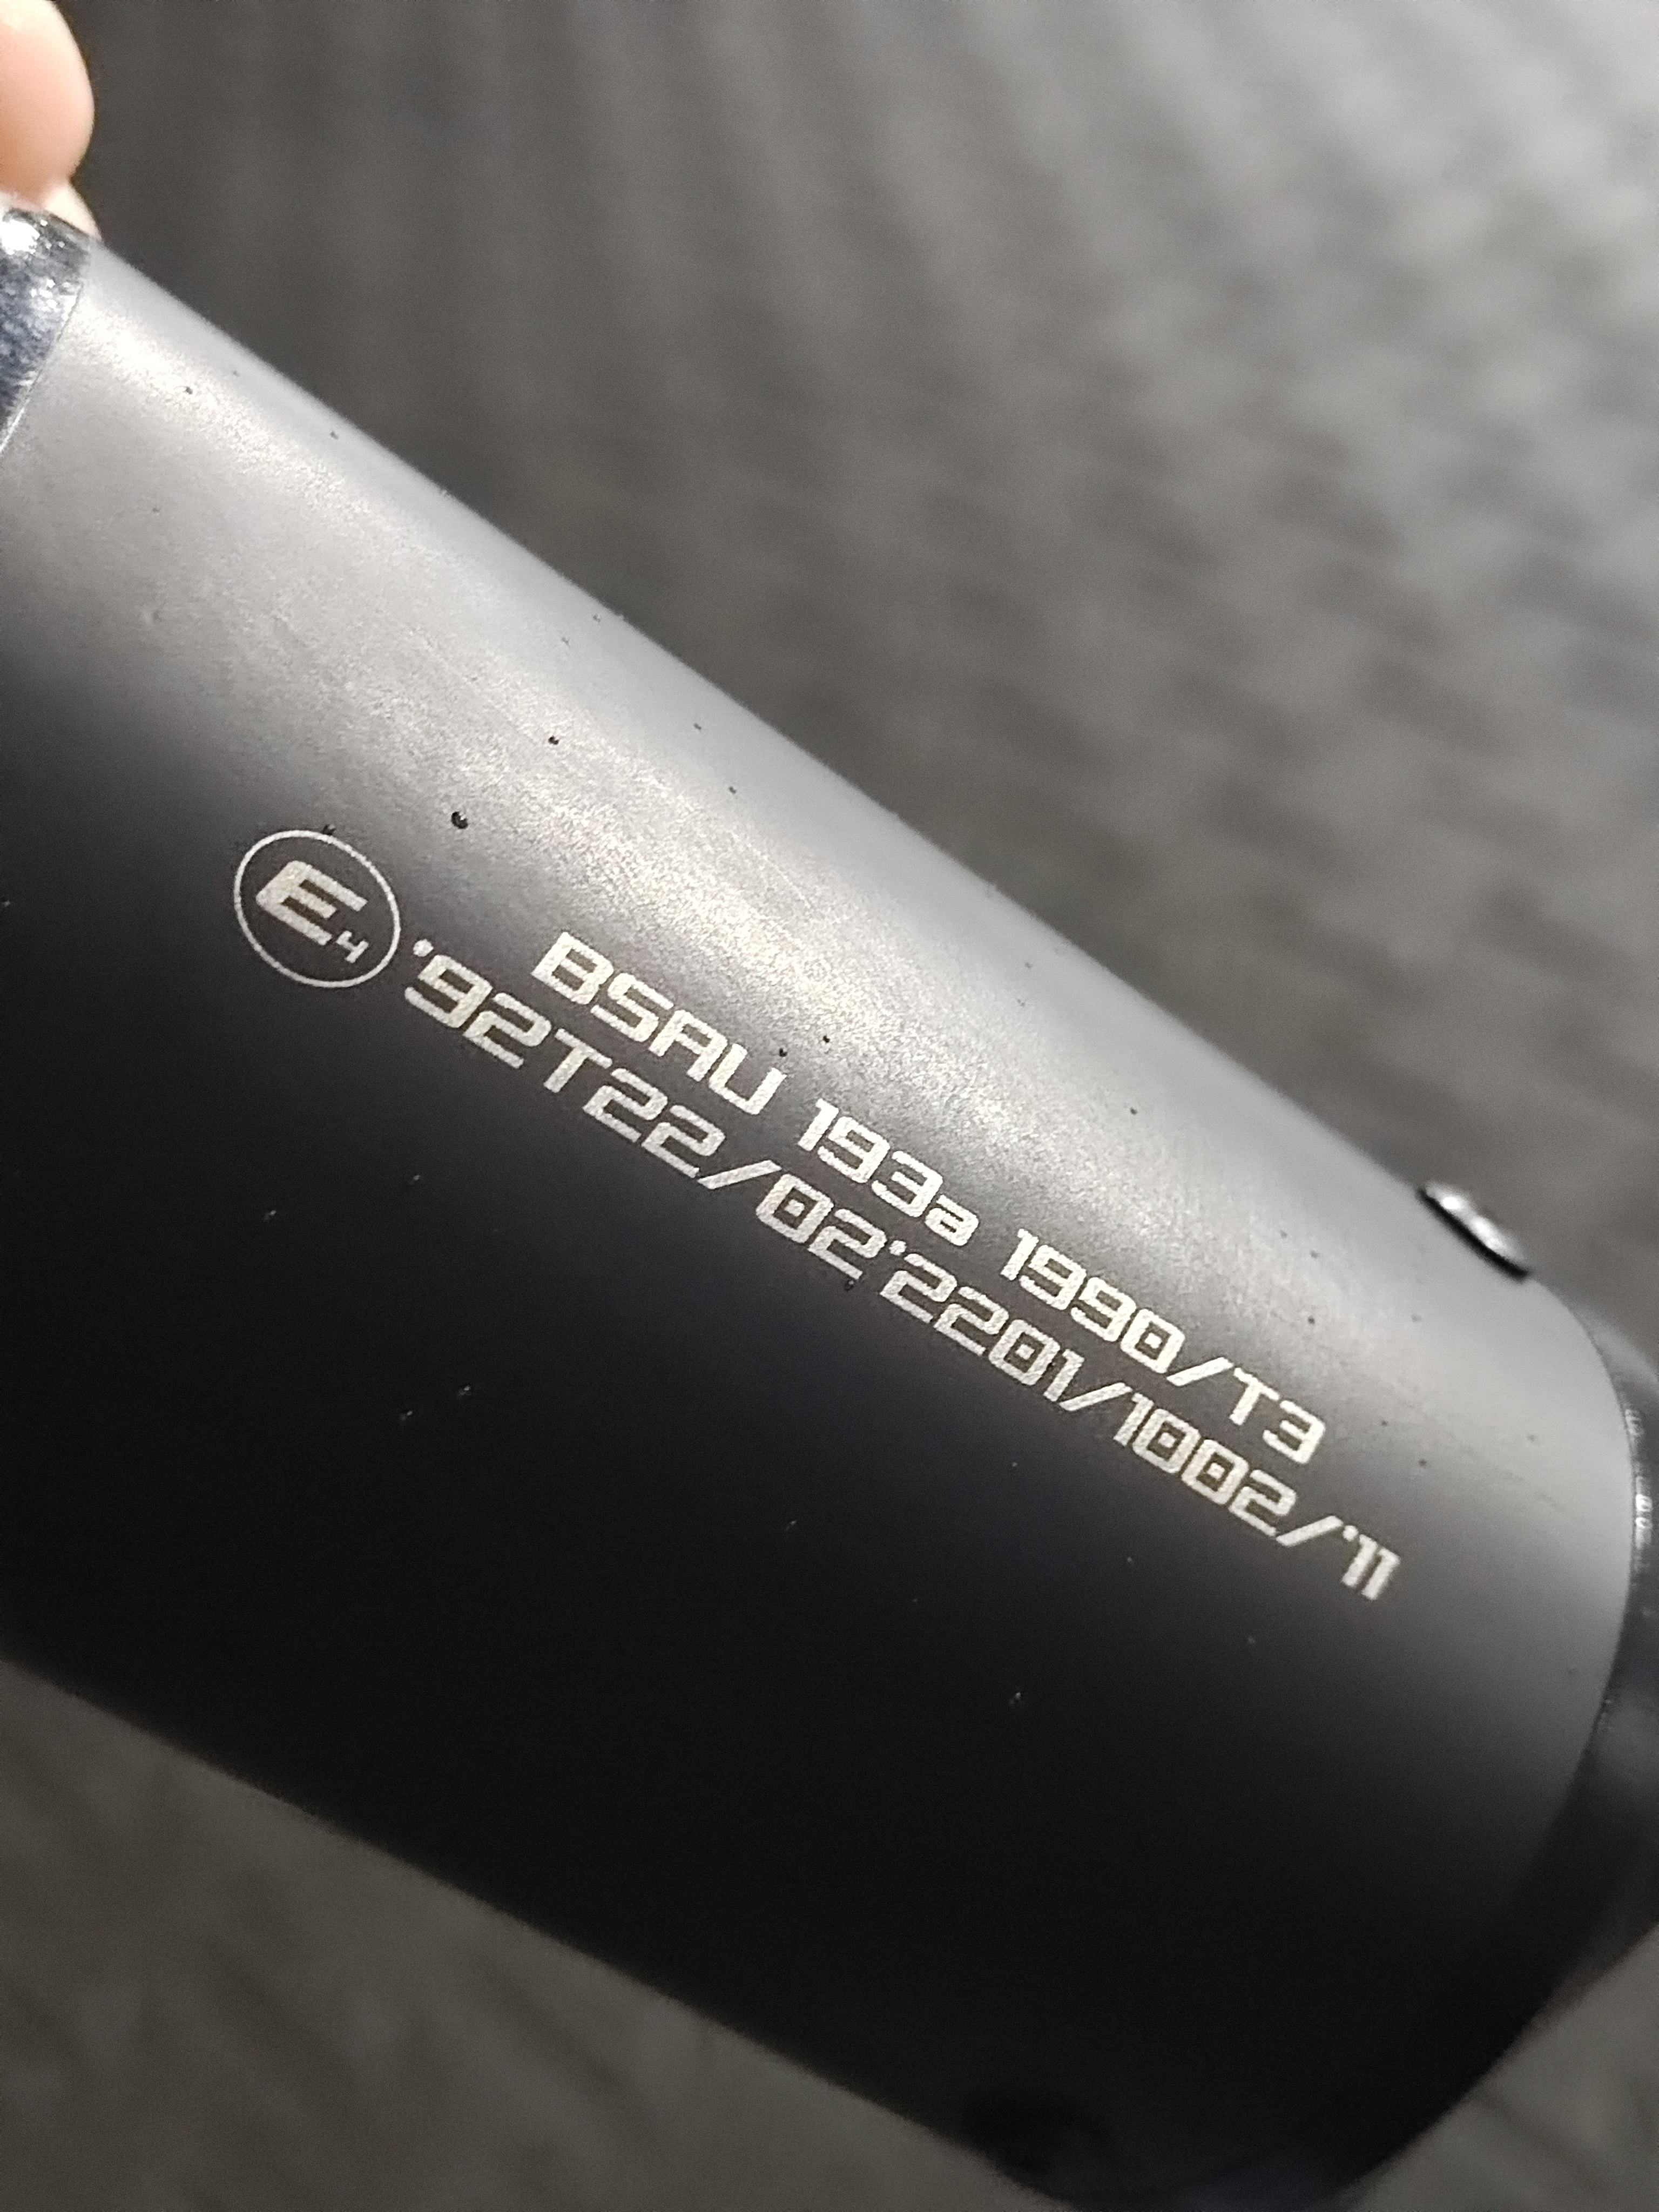 BSAU 193a 1990/T3
E4 '92T22/02'2201/1002/'11